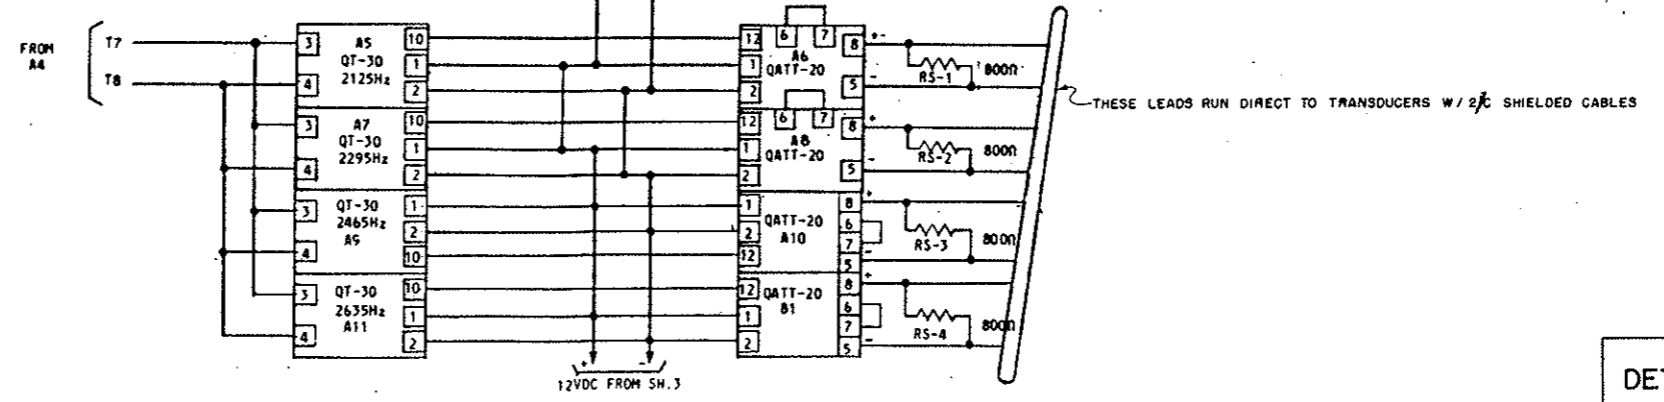 FROM
A4
T7
T8
3 A5 10
QT-30
2125Hz
1
4 2
3 A7 10
QT-30
2295Hz
1
4 2
3 QT-30 1
2465Hz
A9
2
4 10
3 QT-30 10
2635Hz
A11
1
4 2
12 6 7 8 +-
A6
QATT-20
1
2 5 -
RS-1 800Ω
12 6 7 8 +
A8
QATT-20
1
2 5 -
RS-2 800Ω
1 8 +
QATT-20
A10
2 6
7
12 5 -
RS-3 800Ω
12 8 +
QATT-20
B1
1 6
7
2 5 -
RS-4 800Ω
THESE LEADS RUN DIRECT TO TRANSDUCERS W/ 2/C SHIELDED CABLES
+ -
12VDC FROM SH.3
DET